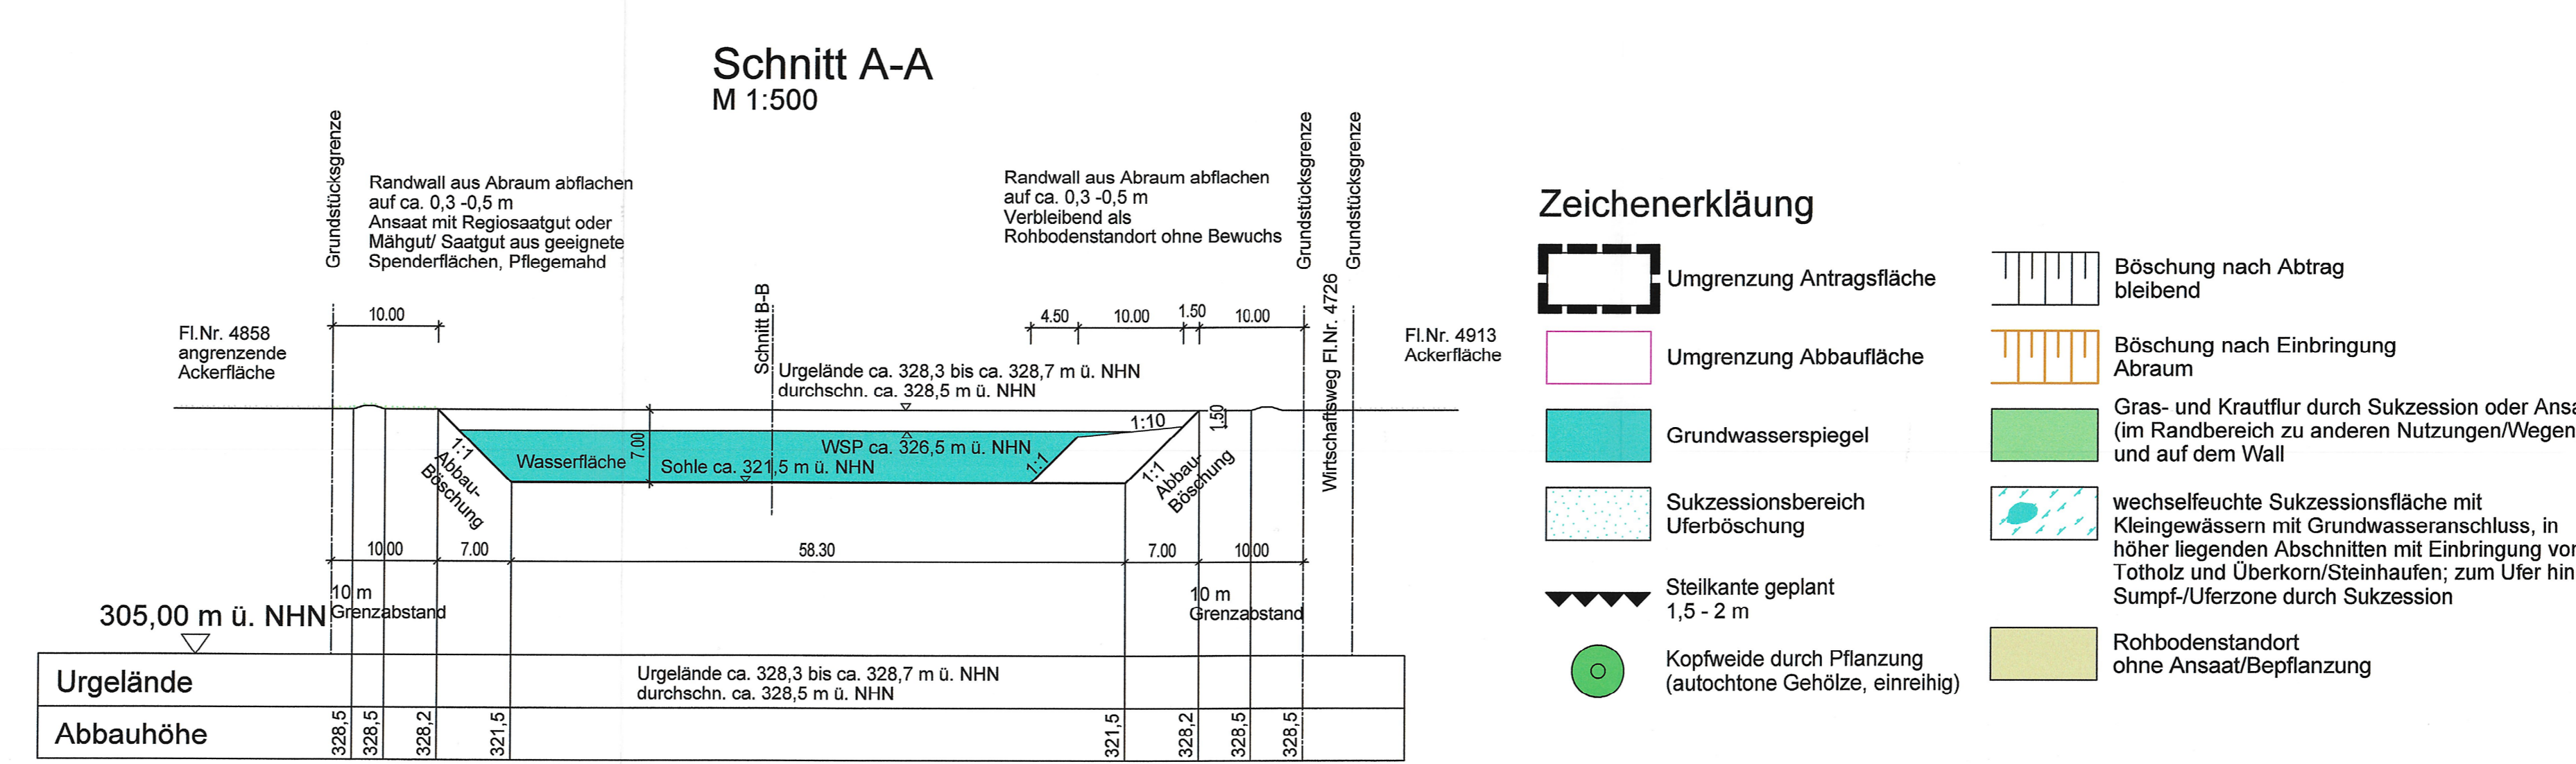 Schnitt A-A
M 1:500
Grundstücksgrenze
Randwall aus Abraum abflachen
auf ca. 0,3 -0,5 m
Ansaat mit Regiosaatgut oder
Mähgut/ Saatgut aus geeignete
Spenderflächen, Pflegemahd
Randwall aus Abraum abflachen
auf ca. 0,3 -0,5 m
Verbleibend als
Rohbodenstandort ohne Bewuchs
Grundstücksgrenze
Grundstücksgrenze
Fl.Nr. 4858
angrenzende
Ackerfläche
10.00
Schnitt B-B
4.50
10.00
1.50
10.00
Wirtschaftsweg Fl.Nr. 4726
Fl.Nr. 4913
Ackerfläche
Urgelände ca. 328,3 bis ca. 328,7 m ü. NHN
durchschn. ca. 328,5 m ü. NHN
1:10
1.50
7.00
WSP ca. 326,5 m ü. NHN
Wasserfläche
Sohle ca. 321,5 m ü. NHN
1:1
1:1
Abbau-
Böschung
1:1
Abbau-
Böschung
10.00
7.00
58.30
7.00
10.00
10 m
Grenzabstand
10 m
Grenzabstand
305,00 m ü. NHN
Urgelände
Urgelände ca. 328,3 bis ca. 328,7 m ü. NHN
durchschn. ca. 328,5 m ü. NHN
Abbauhöhe
328,5
328,5
328,2
321,5
321,5
328,2
328,5
328,5
Zeichenerkläung
Umgrenzung Antragsfläche
Umgrenzung Abbaufläche
Grundwasserspiegel
Sukzessionsbereich
Uferböschung
Steilkante geplant
1,5 - 2 m
Kopfweide durch Pflanzung
(autochtone Gehölze, einreihig)
Böschung nach Abtrag
bleibend
Böschung nach Einbringung
Abraum
Gras- und Krautflur durch Sukzession oder Ansa
(im Randbereich zu anderen Nutzungen/Wegen
und auf dem Wall
wechselfeuchte Sukzessionsfläche mit
Kleingewässern mit Grundwasseranschluss, in
höher liegenden Abschnitten mit Einbringung vor
Totholz und Überkorn/Steinhaufen; zum Ufer hin
Sumpf-/Uferzone durch Sukzession
Rohbodenstandort
ohne Ansaat/Bepflanzung